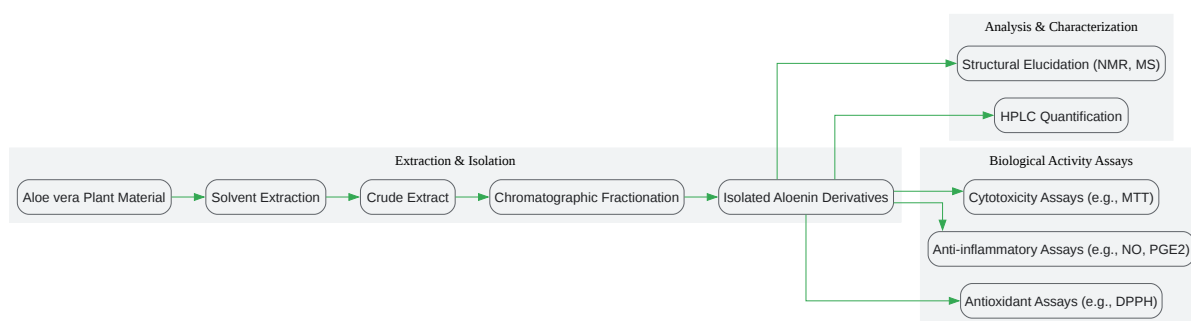 Analysis & Characterization
Structural Elucidation (NMR, MS)
HPLC Quantification
Extraction & Isolation
Aloe vera Plant Material
Solvent Extraction
Crude Extract
Chromatographic Fractionation
Isolated Aloenin Derivatives
Biological Activity Assays
Cytotoxicity Assays (e.g., MTT)
Anti-inflammatory Assays (e.g., NO, PGE2)
Antioxidant Assays (e.g., DPPH)